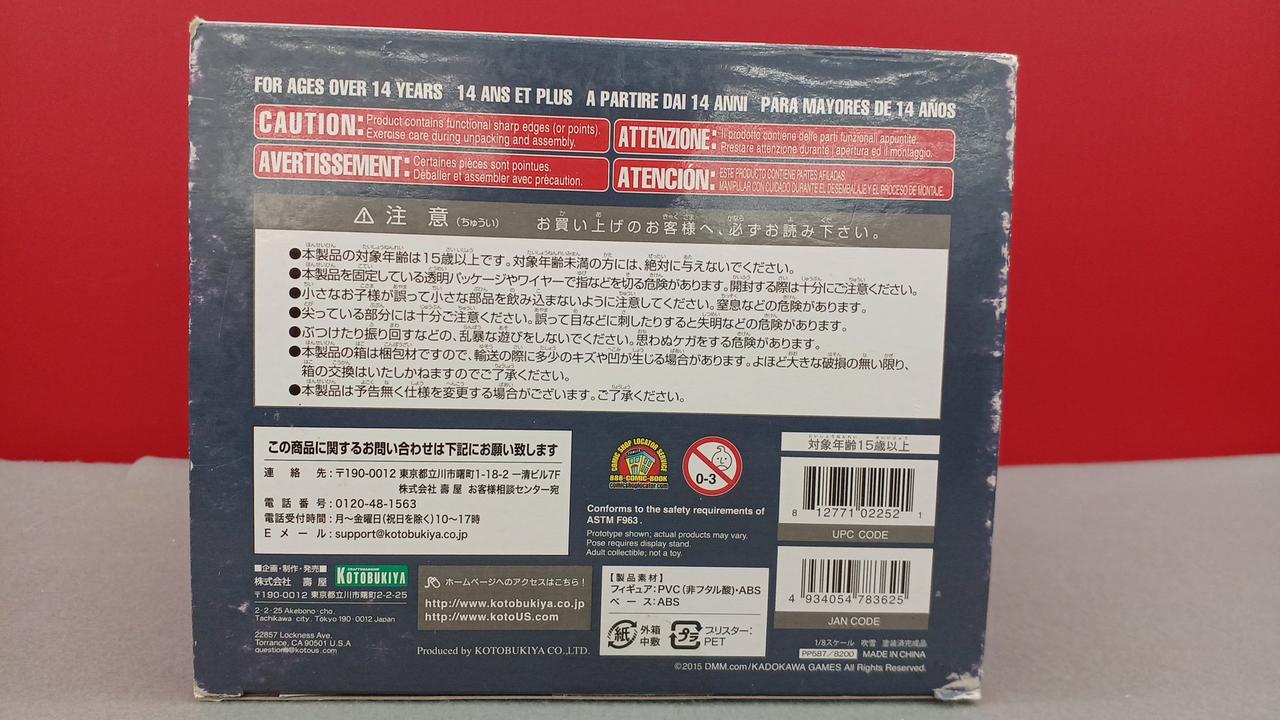 FOR AGES OVER 14 YEARS 14 ANS ET PLUS A PARTIRE DAI 14 ANNI PARA MAYORES DE 14 AÑOS
CAUTION: Product contains functional sharp edges (or points).
Exercise care during unpacking and assembly.
ATTENZIONE: Il prodotto contiene delle parti funzionali appuntite.
Prestare attenzione durante l'apertura ed il montaggio.
AVERTISSEMENT: Certaines pièces sont pointues.
Déballer et assembler avec précaution.
ATENCIÓN: ESTE PRODUCTO CONTIENE PARTES AFILADAS.
MANIPULAR CON CUIDADO DURANTE EL DESEMBALAJE Y EL PROCESO DE MONTAJE.
⚠注意(ちゅうい) お買い上げのお客様へ、必ずお読み下さい。
●本製品の対象年齢は15歳以上です。対象年齢未満の方には、絶対に与えないでください。
●本製品を固定している透明パッケージやワイヤーで指などを切る危険があります。開封する際は十分にご注意ください。
●小さなお子様が誤って小さな部品を飲み込まないように注意してください。窒息などの危険があります。
●尖っている部分には十分ご注意ください。誤って目などに刺したりすると失明などの危険があります。
●ぶつけたり振り回すなどの、乱暴な遊びをしないでください。思わぬケガをする危険があります。
●本製品の箱は梱包材ですので、輸送の際に多少のキズや凹が生じる場合があります。よほど大きな破損の無い限り、
箱の交換はいたしかねますのでご了承ください。
●本製品は予告無く仕様を変更する場合がございます。ご了承ください。
この商品に関するお問い合わせは下記にお願い致します
連絡先:〒190-0012 東京都立川市曙町1-18-2 一清ビル7F
株式会社 壽屋 お客様相談センター宛
電話番号:0120-48-1563
電話受付時間:月~金曜日(祝日を除く)10~17時
Eメール:support@kotobukiya.co.jp
COMIC SHOP LOCATOR SERVICE
888-COMIC-BOOK
comicshoplocator.com
0-3
Conforms to the safety requirements of
ASTM F963.
Prototype shown; actual products may vary.
Pose requires display stand.
Adult collectible; not a toy.
対象年齢15歳以上
8 12771 02252 1
UPC CODE
4 934054 783625
JAN CODE
■企画・制作・発売■
株式会社 壽屋
CRAFTSMANSHIP
KOTOBUKIYA
〒190-0012 東京都立川市曙町2-2-25
2-2-25 Akebono-cho,
Tachikawa-city, Tokyo 190-0012 Japan
22857 Lockness Ave.
Torrance, CA 90501 U.S.A
question@kotous.com
ホームページへのアクセスはこちら!
http://www.kotobukiya.co.jp
http://www.kotoUS.com
Produced by KOTOBUKIYA CO.,LTD.
【製品素材】
フィギュア:PVC(非フタル酸)・ABS
ベース:ABS
紙 外箱
中敷
プラ ブリスター:
PET
1/8スケール 吹雪 塗装済完成品
PP587/8200 MADE IN CHINA
©2015 DMM.com/KADOKAWA GAMES All Rights Reserved.